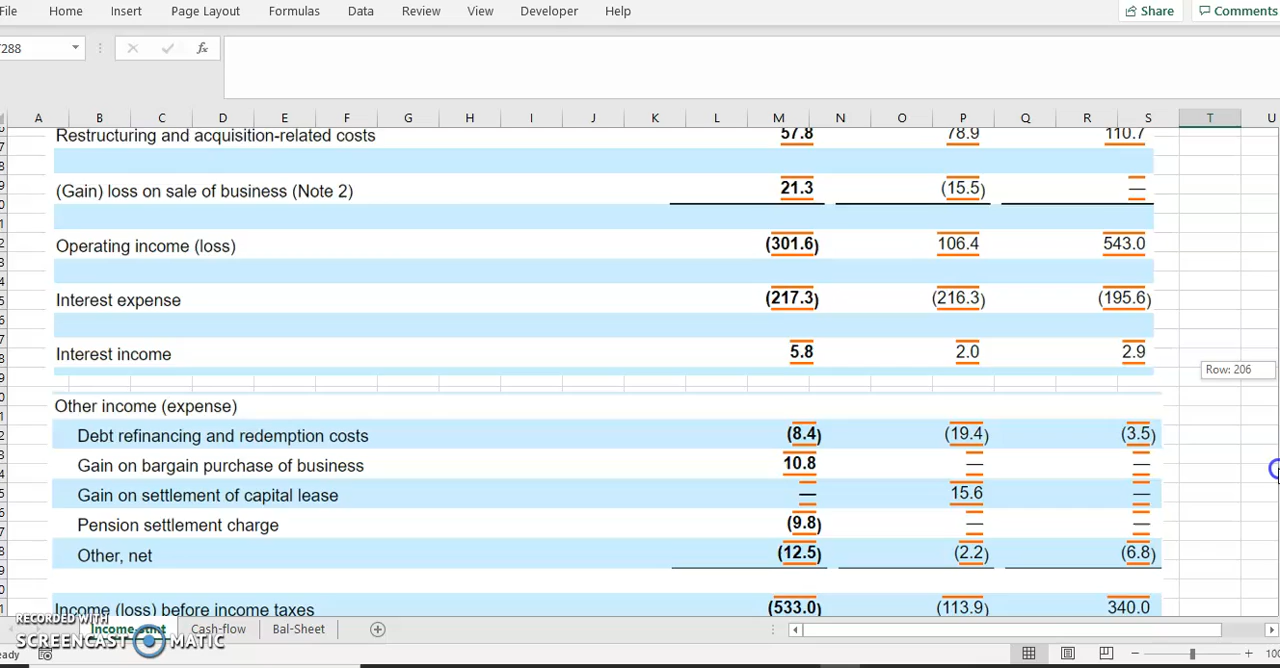 File Home Insert Page Layout Formulas Data Review View Developer Help Share Comments
288 fx
A B C D E F G H I J K L M N O P Q R S T U
Restructuring and acquisition-related costs 57.8 78.9 110.7
(Gain) loss on sale of business (Note 2) 21.3 (15.5) —
Operating income (loss) (301.6) 106.4 543.0
Interest expense (217.3) (216.3) (195.6)
Interest income 5.8 2.0 2.9
Row: 206
Other income (expense)
Debt refinancing and redemption costs (8.4) (19.4) (3.5)
Gain on bargain purchase of business 10.8 — —
Gain on settlement of capital lease — 15.6 —
Pension settlement charge (9.8) — —
Other, net (12.5) (2.2) (6.8)
Income (loss) before income taxes (533.0) (113.9) 340.0
RECORDED WITH
SCREENCAST MATIC
Cash-flow Bal-Sheet